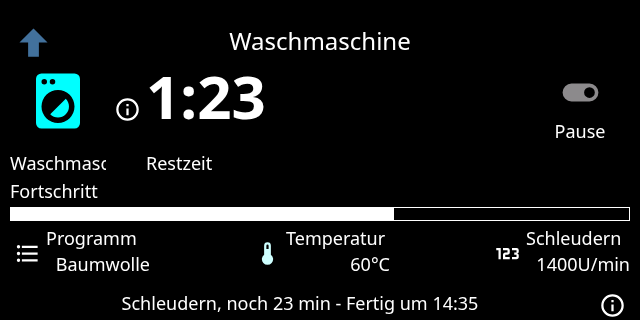 Waschmaschine
1:23
Pause
Waschmasc
Restzeit
Fortschritt
Programm
Baumwolle
Temperatur
60°C
123
Schleudern
1400U/min
Schleudern, noch 23 min - Fertig um 14:35